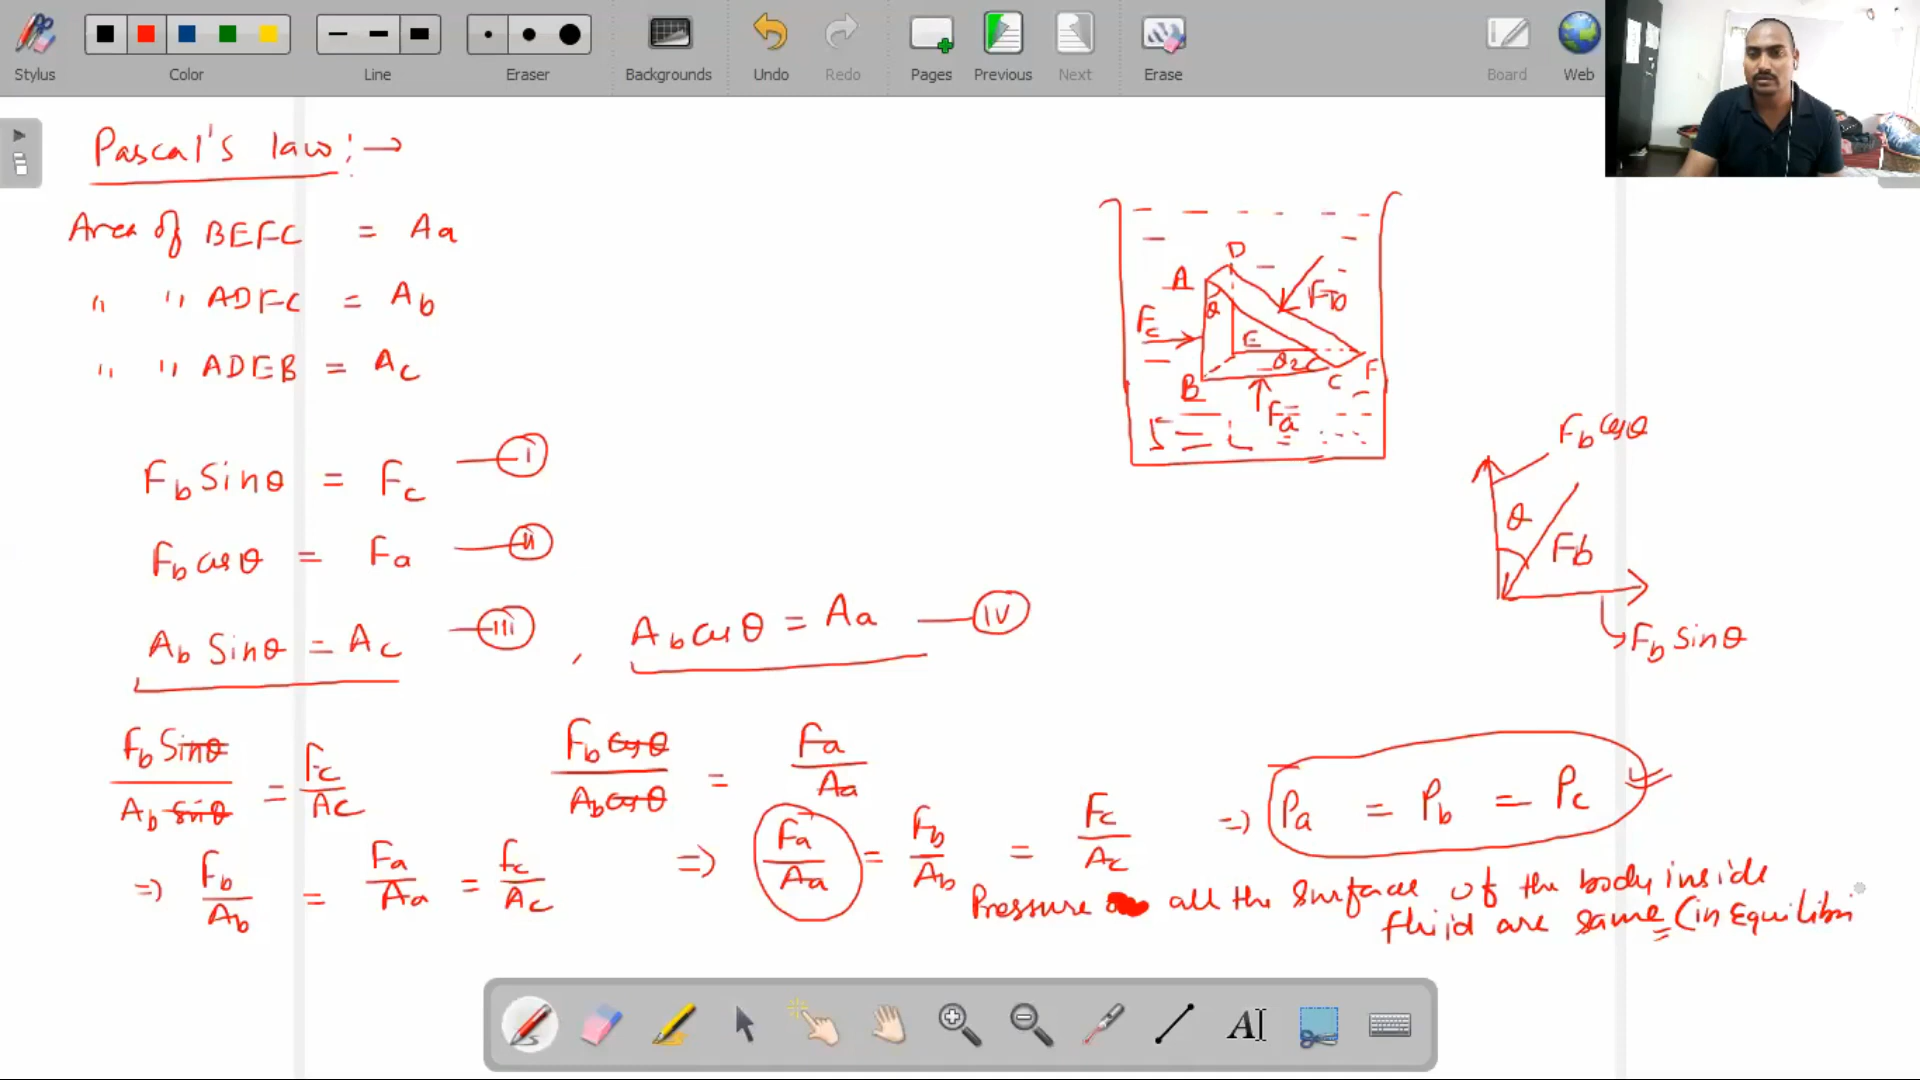 Stylus Color Line Eraser Backgrounds Undo Redo Pages Previous Next Erase Board Web
Pascal's law :→
Area of BEFC = Aa
" " ADFC = Ab
" " ADEB = Ac
Fb Sinθ = Fc — I
Fb cosθ = Fa — II
Ab Sinθ = Ac — III , Ab cosθ = Aa — IV
Fb Sinθ / Ab sinθ = Fc / Ac
Fb cosθ / Ab cosθ = Fa / Aa
=> Fb / Ab = Fa / Aa = Fc / Ac
=> Fa / Aa = Fb / Ab = Fc / Ac => Pa = Pb = Pc
Pressure all the surface of the body inside
fluid are same (in Equilibri
D
A
Fb
θ
Fc
E
B
C
F
Fa
Fb cosθ
θ
Fb
Fb Sinθ
AI